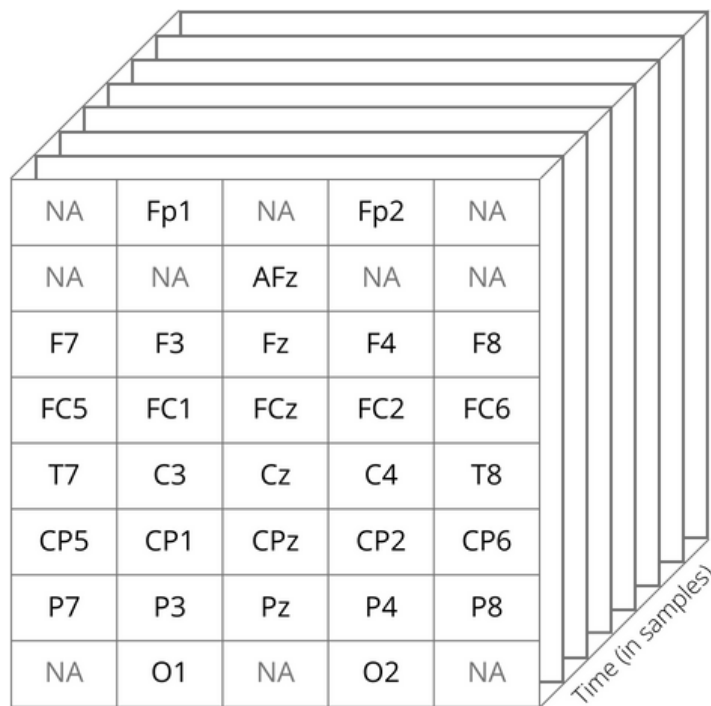 NA Fp1 NA Fp2 NA
NA NA AFz NA NA
F7 F3 Fz F4 F8
FC5 FC1 FCz FC2 FC6
T7 C3 Cz C4 T8
CP5 CP1 CPz CP2 CP6
P7 P3 Pz P4 P8
NA O1 NA O2 NA
Time (in samples)